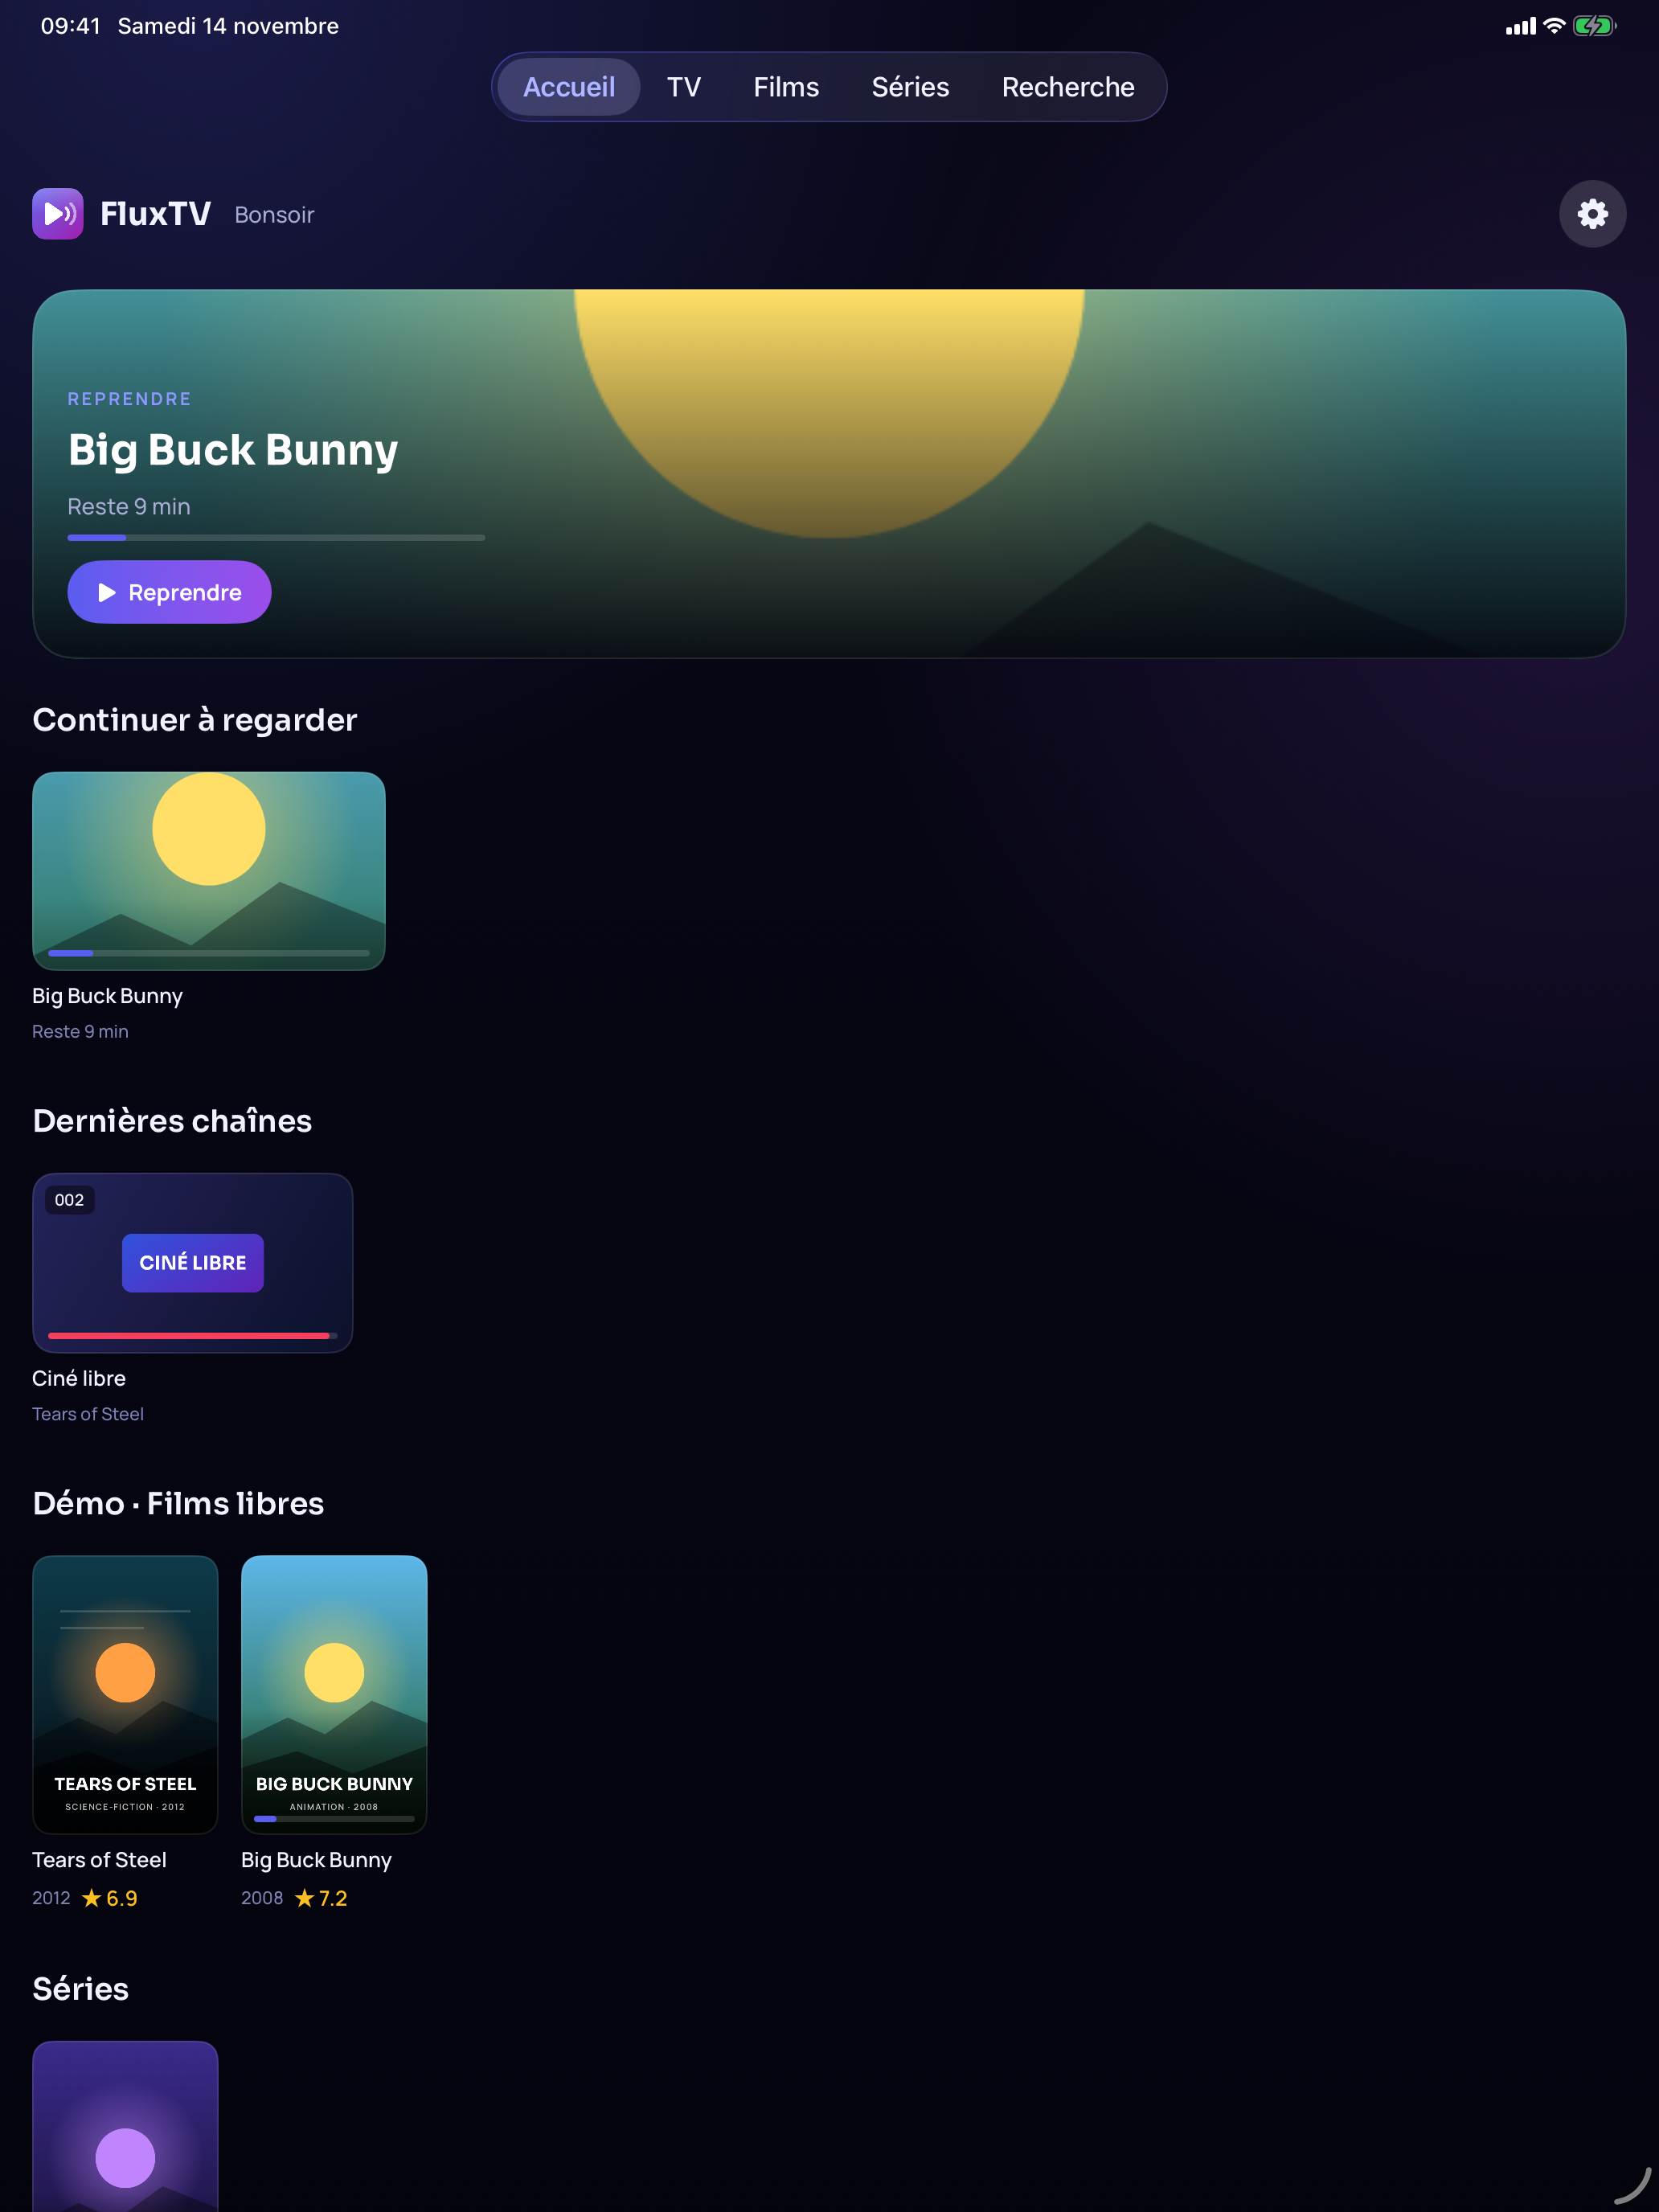 09:41 Samedi 14 novembre
Accueil TV Films Séries Recherche
FluxTV Bonsoir
REPRENDRE
Big Buck Bunny
Reste 9 min
Reprendre
Continuer à regarder
Big Buck Bunny
Reste 9 min
Dernières chaînes
002
CINÉ LIBRE
Ciné libre
Tears of Steel
Démo · Films libres
TEARS OF STEEL
SCIENCE-FICTION · 2012
BIG BUCK BUNNY
ANIMATION · 2008
Tears of Steel
2012 ★ 6.9
Big Buck Bunny
2008 ★ 7.2
Séries